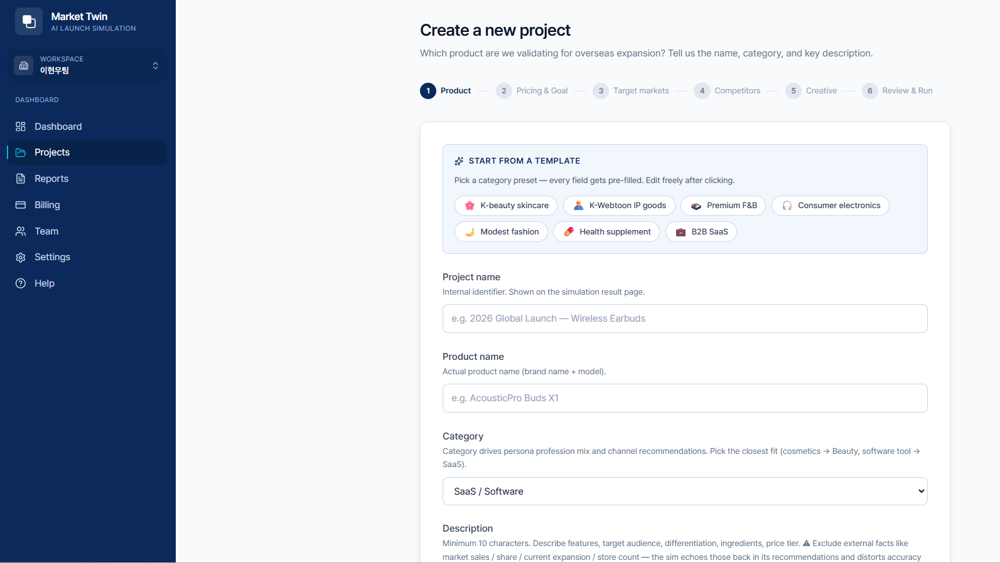 Market Twin
AI LAUNCH SIMULATION
WORKSPACE
이현우팀
DASHBOARD
Dashboard
Projects
Reports
Billing
Team
Settings
Help
Create a new project
Which product are we validating for overseas expansion? Tell us the name, category, and key description.
1 Product
2 Pricing & Goal
3 Target markets
4 Competitors
5 Creative
6 Review & Run
START FROM A TEMPLATE
Pick a category preset — every field gets pre-filled. Edit freely after clicking.
K-beauty skincare
K-Webtoon IP goods
Premium F&B
Consumer electronics
Modest fashion
Health supplement
B2B SaaS
Project name
Internal identifier. Shown on the simulation result page.
e.g. 2026 Global Launch — Wireless Earbuds
Product name
Actual product name (brand name + model).
e.g. AcousticPro Buds X1
Category
Category drives persona profession mix and channel recommendations. Pick the closest fit (cosmetics → Beauty, software tool →
SaaS).
SaaS / Software
Description
Minimum 10 characters. Describe features, target audience, differentiation, ingredients, price tier. ⚠ Exclude external facts like
market sales / share / current expansion / store count — the sim echoes those back in its recommendations and distorts accuracy